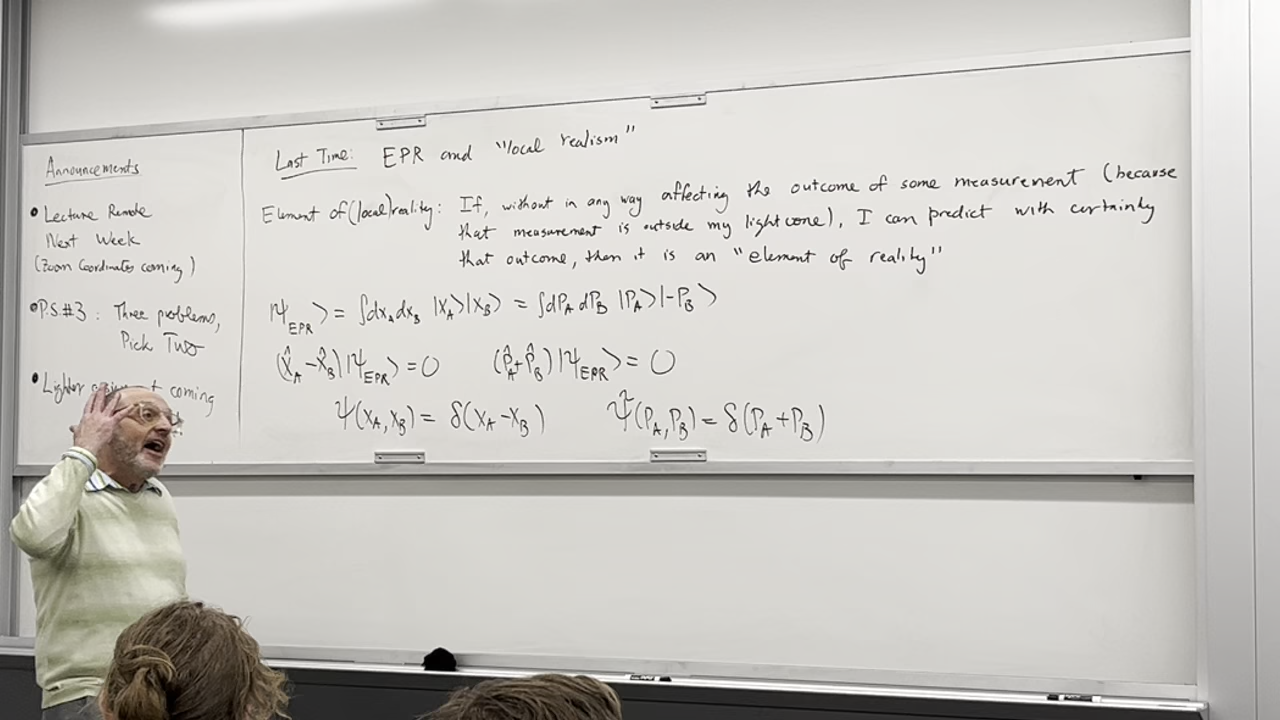 Announcements
• Lecture Remote
Next Week
(Zoom Coordinates coming)
• P.S.#3 : Three problems,
Pick Two
• Lighter coming
Last Time: EPR and "local realism"
Element of (local) reality: If, without in any way affecting the outcome of some measurement (because
that measurement is outside my light cone), I can predict with certainty
that outcome, then it is an "element of reality"
|Ψ_EPR⟩ = ∫dx_A dx_B |x_A⟩|x_B⟩ = ∫dP_A dP_B |P_A⟩|-P_B⟩
(X̂_A - X̂_B)|Ψ_EPR⟩ = 0 (P̂_A + P̂_B)|Ψ_EPR⟩ = 0
Ψ(x_A, x_B) = δ(x_A - x_B) Ψ̃(P_A, P_B) = δ(P_A + P_B)